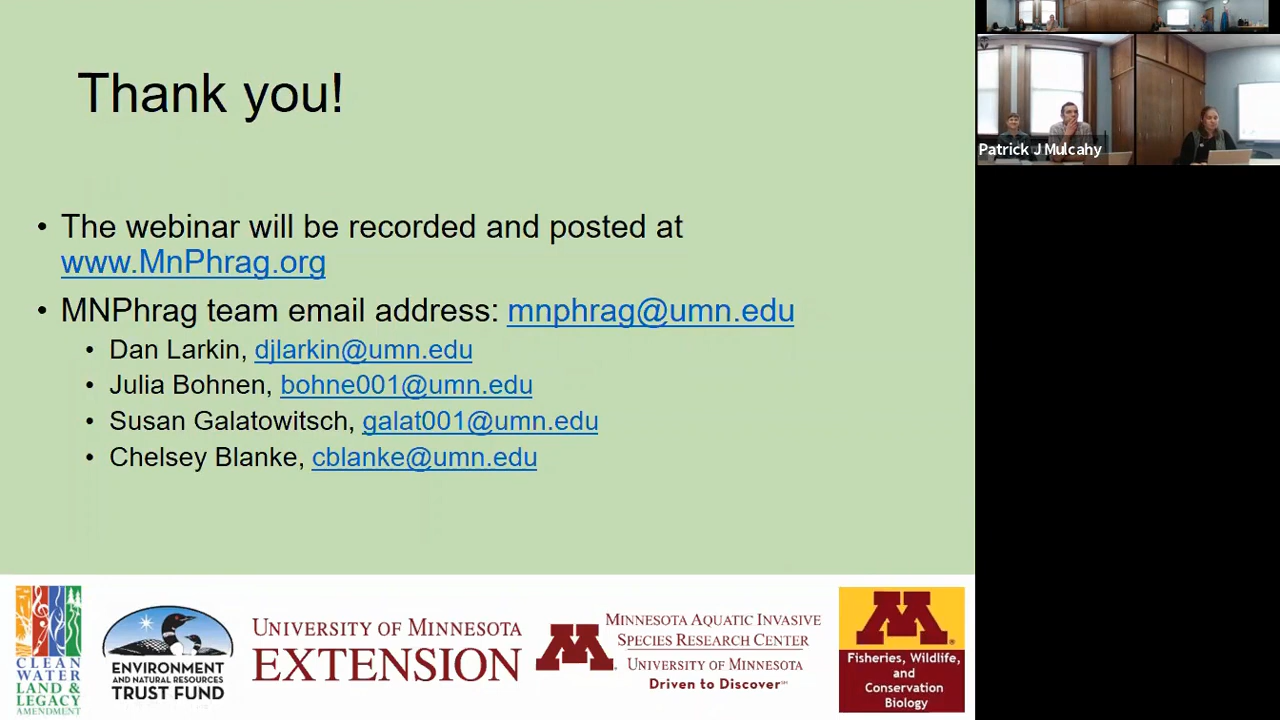 Thank you!
• The webinar will be recorded and posted at
www.MnPhrag.org
• MNPhrag team email address: mnphrag@umn.edu
• Dan Larkin, djlarkin@umn.edu
• Julia Bohnen, bohne001@umn.edu
• Susan Galatowitsch, galat001@umn.edu
• Chelsey Blanke, cblanke@umn.edu
Patrick J Mulcahy
CLEAN
WATER
LAND &
LEGACY
AMENDMENT
ENVIRONMENT
AND NATURAL RESOURCES
TRUST FUND
UNIVERSITY OF MINNESOTA
EXTENSION
M
MINNESOTA AQUATIC INVASIVE
SPECIES RESEARCH CENTER
UNIVERSITY OF MINNESOTA
Driven to Discover℠
M
Fisheries, Wildlife,
and
Conservation
Biology